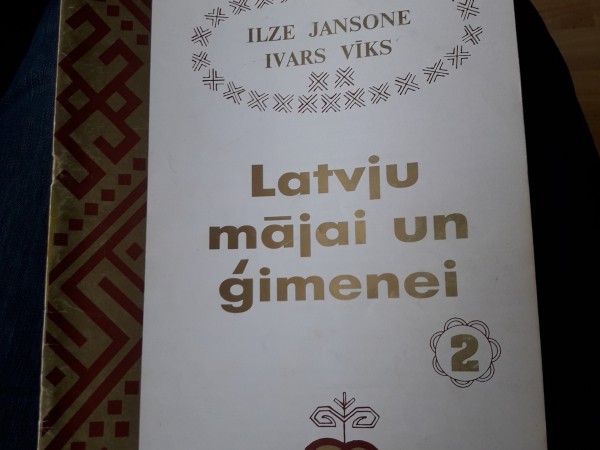 ILZE JANSONE
IVARS VĪKS
Latvju
mājai un
ģimenei
2